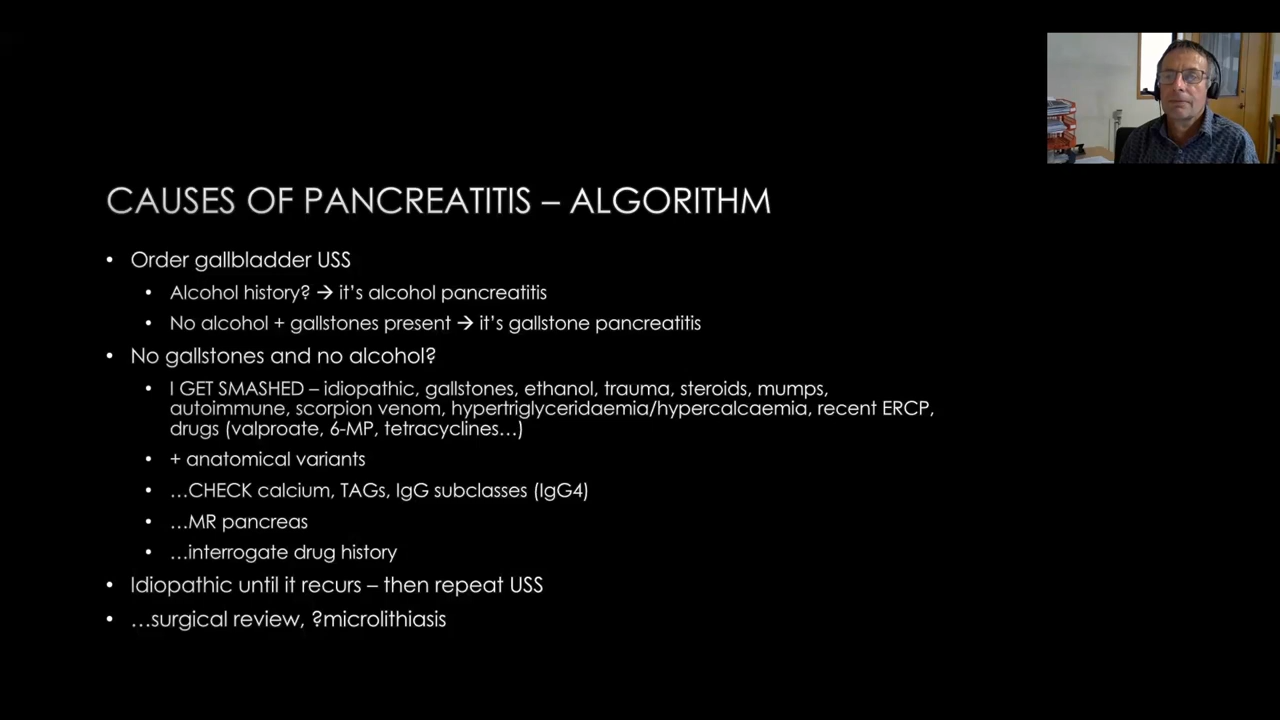 CAUSES OF PANCREATITIS – ALGORITHM
• Order gallbladder USS
• Alcohol history? → it's alcohol pancreatitis
• No alcohol + gallstones present → it's gallstone pancreatitis
• No gallstones and no alcohol?
• I GET SMASHED – idiopathic, gallstones, ethanol, trauma, steroids, mumps,
autoimmune, scorpion venom, hypertriglyceridaemia/hypercalcaemia, recent ERCP,
drugs (valproate, 6-MP, tetracyclines…)
• + anatomical variants
• …CHECK calcium, TAGs, IgG subclasses (IgG4)
• …MR pancreas
• …interrogate drug history
• Idiopathic until it recurs – then repeat USS
• …surgical review, ?microlithiasis